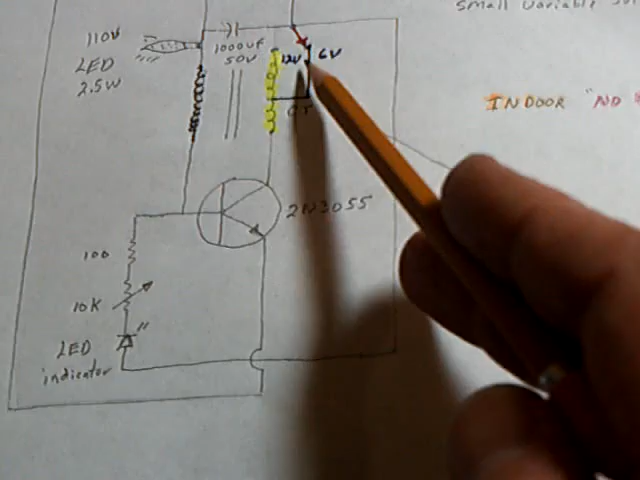 Small Variable
110V
LED
2.5W
1000UF
50V
12V
6V
CT
INDOOR "NO
2N3055
100
10K
LED
indicator